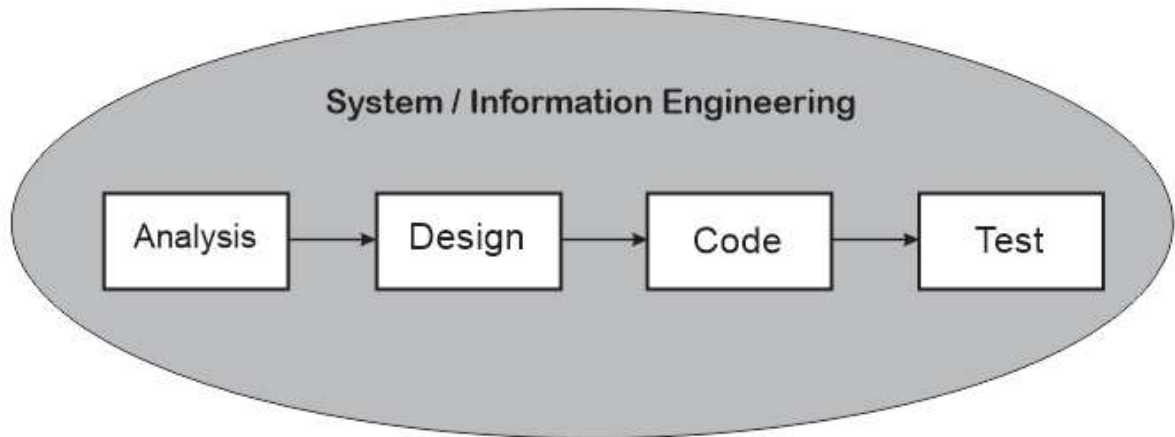 System / Information Engineering
Analysis
Design
Code
Test